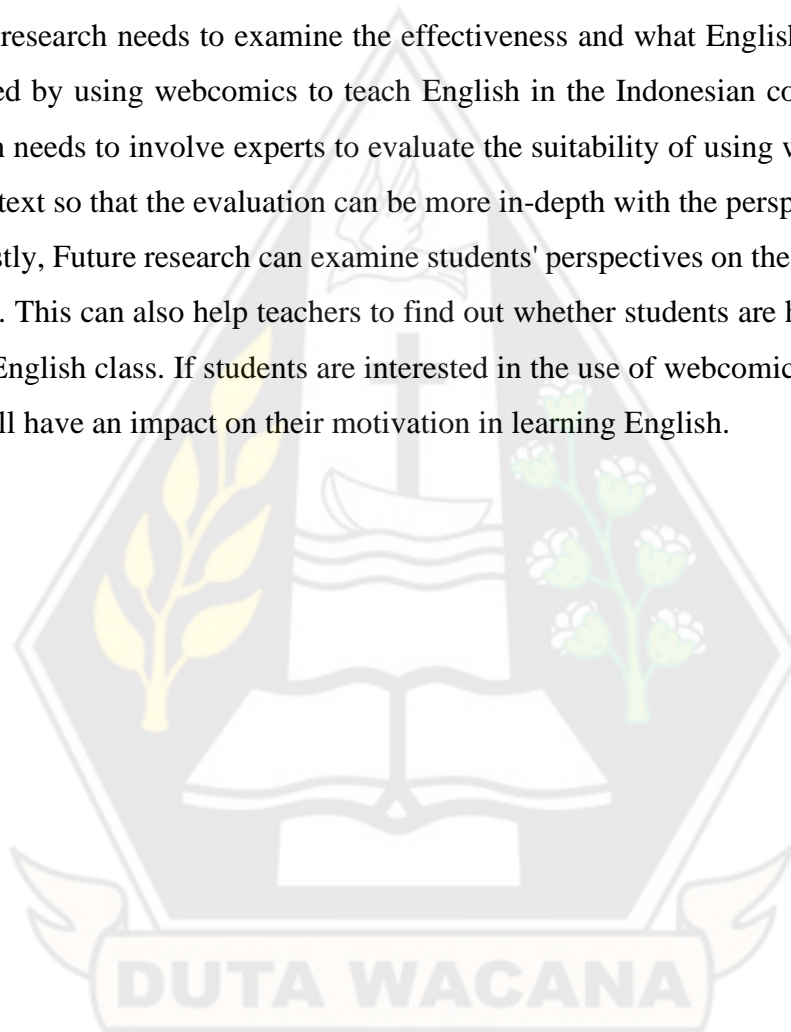 research needs to examine the effectiveness and what English
ed by using webcomics to teach English in the Indonesian co
n needs to involve experts to evaluate the suitability of using w
text so that the evaluation can be more in-depth with the persp
stly, Future research can examine students' perspectives on the
. This can also help teachers to find out whether students are h
English class. If students are interested in the use of webcomic
ll have an impact on their motivation in learning English.
DUTA WACANA